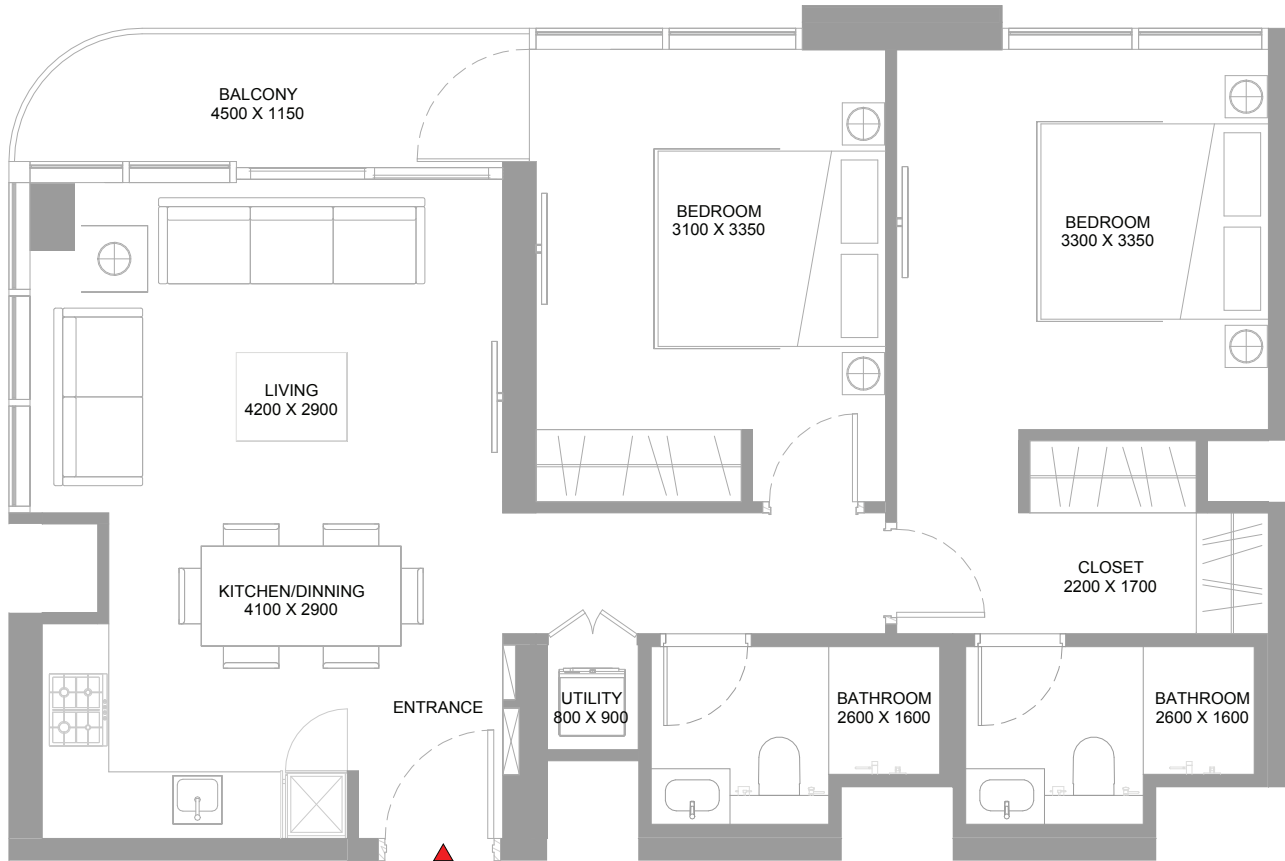 BALCONY
4500 X 1150
BEDROOM
3100 X 3350
BEDROOM
3300 X 3350
LIVING
4200 X 2900
KITCHEN/DINNING
4100 X 2900
CLOSET
2200 X 1700
ENTRANCE
UTILITY
800 X 900
BATHROOM
2600 X 1600
BATHROOM
2600 X 1600